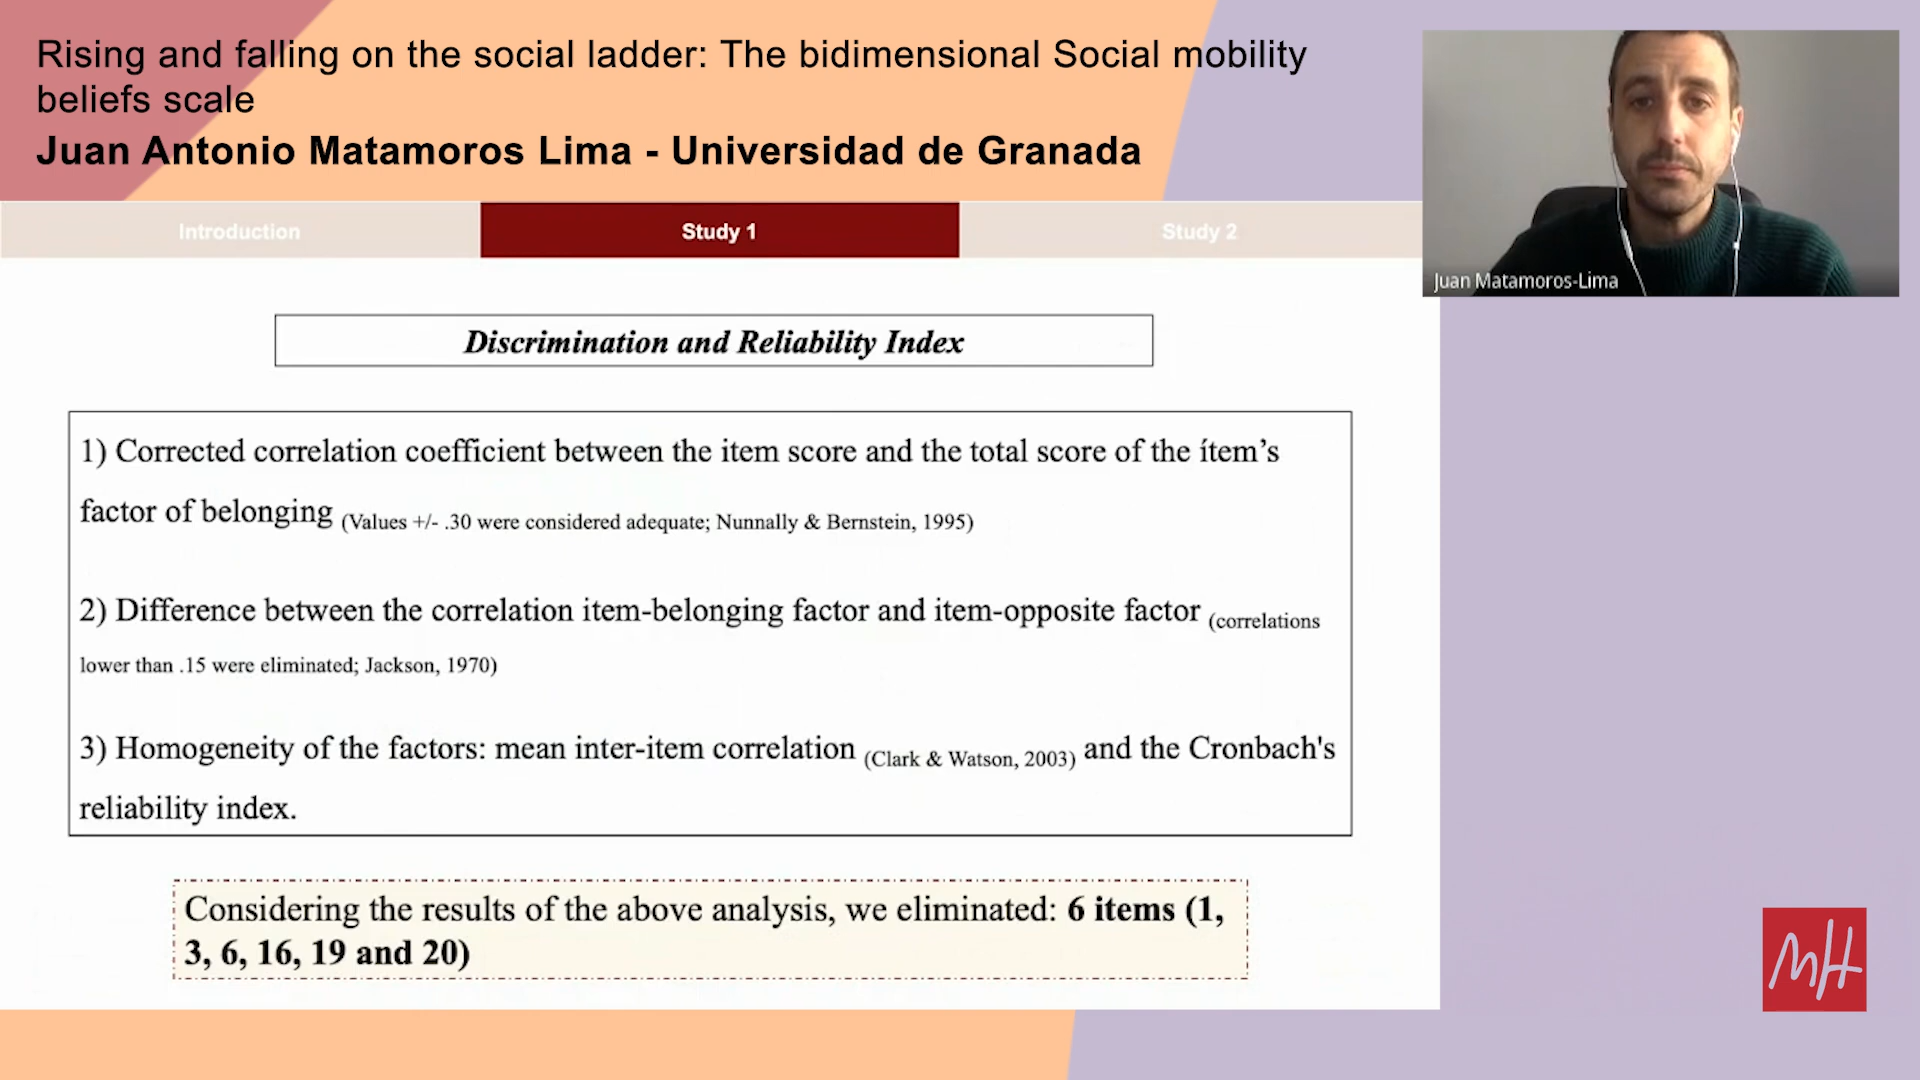 Rising and falling on the social ladder: The bidimensional Social mobility
beliefs scale
Juan Antonio Matamoros Lima - Universidad de Granada
Introduction
Study 1
Study 2
Juan Matamoros-Lima
Discrimination and Reliability Index
1) Corrected correlation coefficient between the item score and the total score of the ítem’s
factor of belonging (Values +/- .30 were considered adequate; Nunnally & Bernstein, 1995)
2) Difference between the correlation item-belonging factor and item-opposite factor (correlations
lower than .15 were eliminated; Jackson, 1970)
3) Homogeneity of the factors: mean inter-item correlation (Clark & Watson, 2003) and the Cronbach's
reliability index.
Considering the results of the above analysis, we eliminated: 6 items (1,
3, 6, 16, 19 and 20)
MH